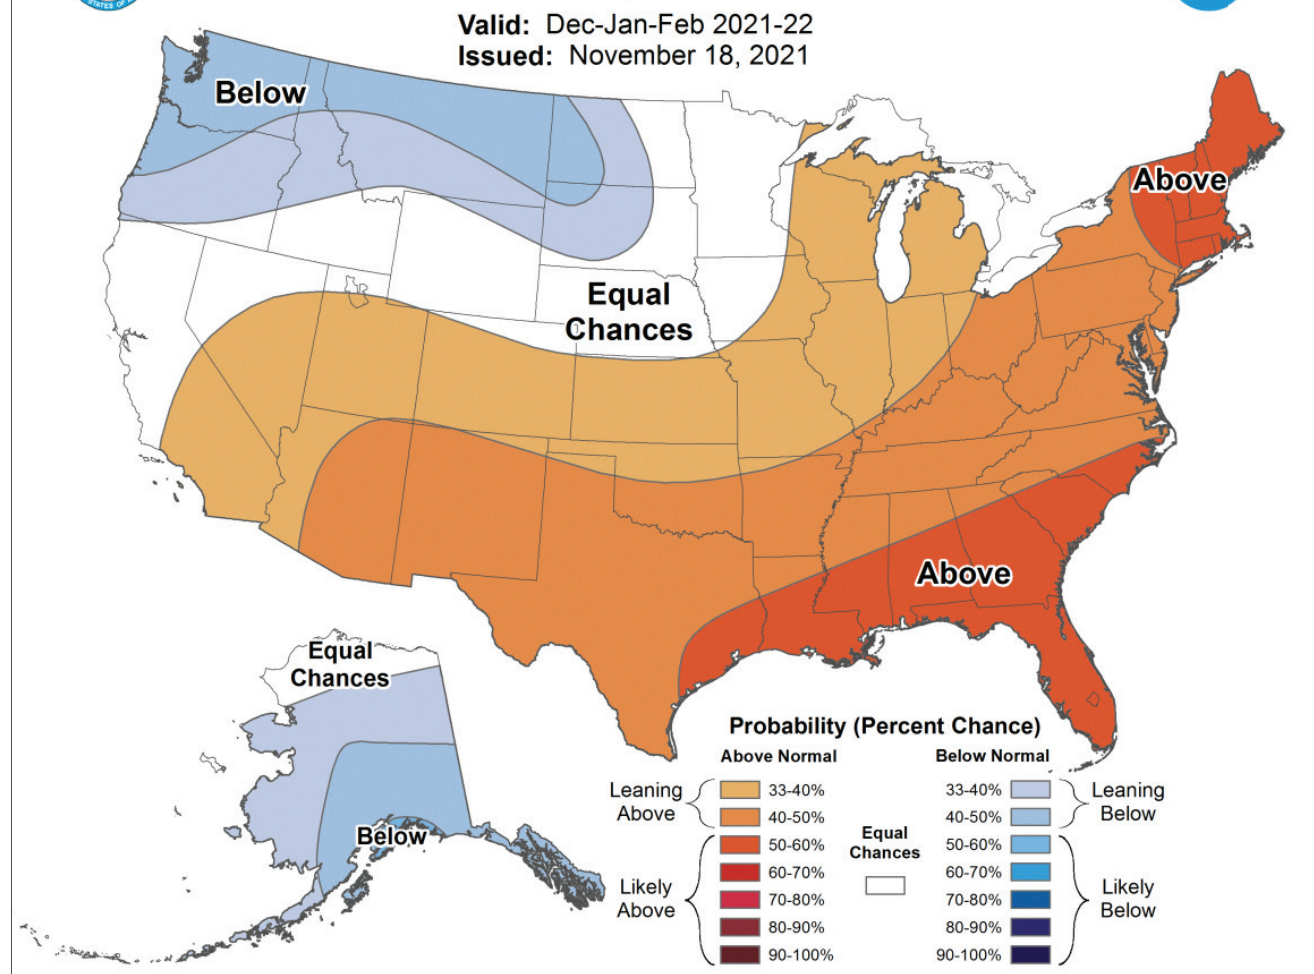 STATES OF
Valid: Dec-Jan-Feb 2021-22
Issued: November 18, 2021
Below
Above
Equal
Chances
Above
Equal
Chances
Below
Probability (Percent Chance)
Above Normal
Below Normal
Leaning
Above
33-40%
40-50%
50-60%
60-70%
70-80%
80-90%
90-100%
Likely
Above
Equal
Chances
33-40%
40-50%
50-60%
60-70%
70-80%
80-90%
90-100%
Leaning
Below
Likely
Below